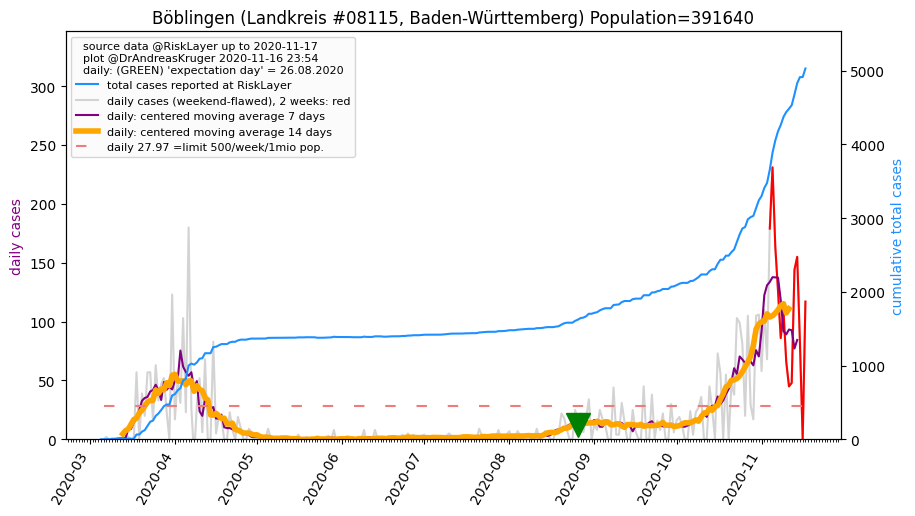 Böblingen (Landkreis #08115, Baden-Württemberg) Population=391640
source data @RiskLayer up to 2020-11-17
plot @DrAndreasKruger 2020-11-16 23:54
daily: (GREEN) 'expectation day' = 26.08.2020
total cases reported at RiskLayer
daily cases (weekend-flawed), 2 weeks: red
daily: centered moving average 7 days
daily: centered moving average 14 days
daily 27.97 =limit 500/week/1mio pop.
daily cases
300
250
200
150
100
50
0
5000
4000
3000
2000
1000
0
cumulative total cases
2020-03
2020-04
2020-05
2020-06
2020-07
2020-08
2020-09
2020-10
2020-11